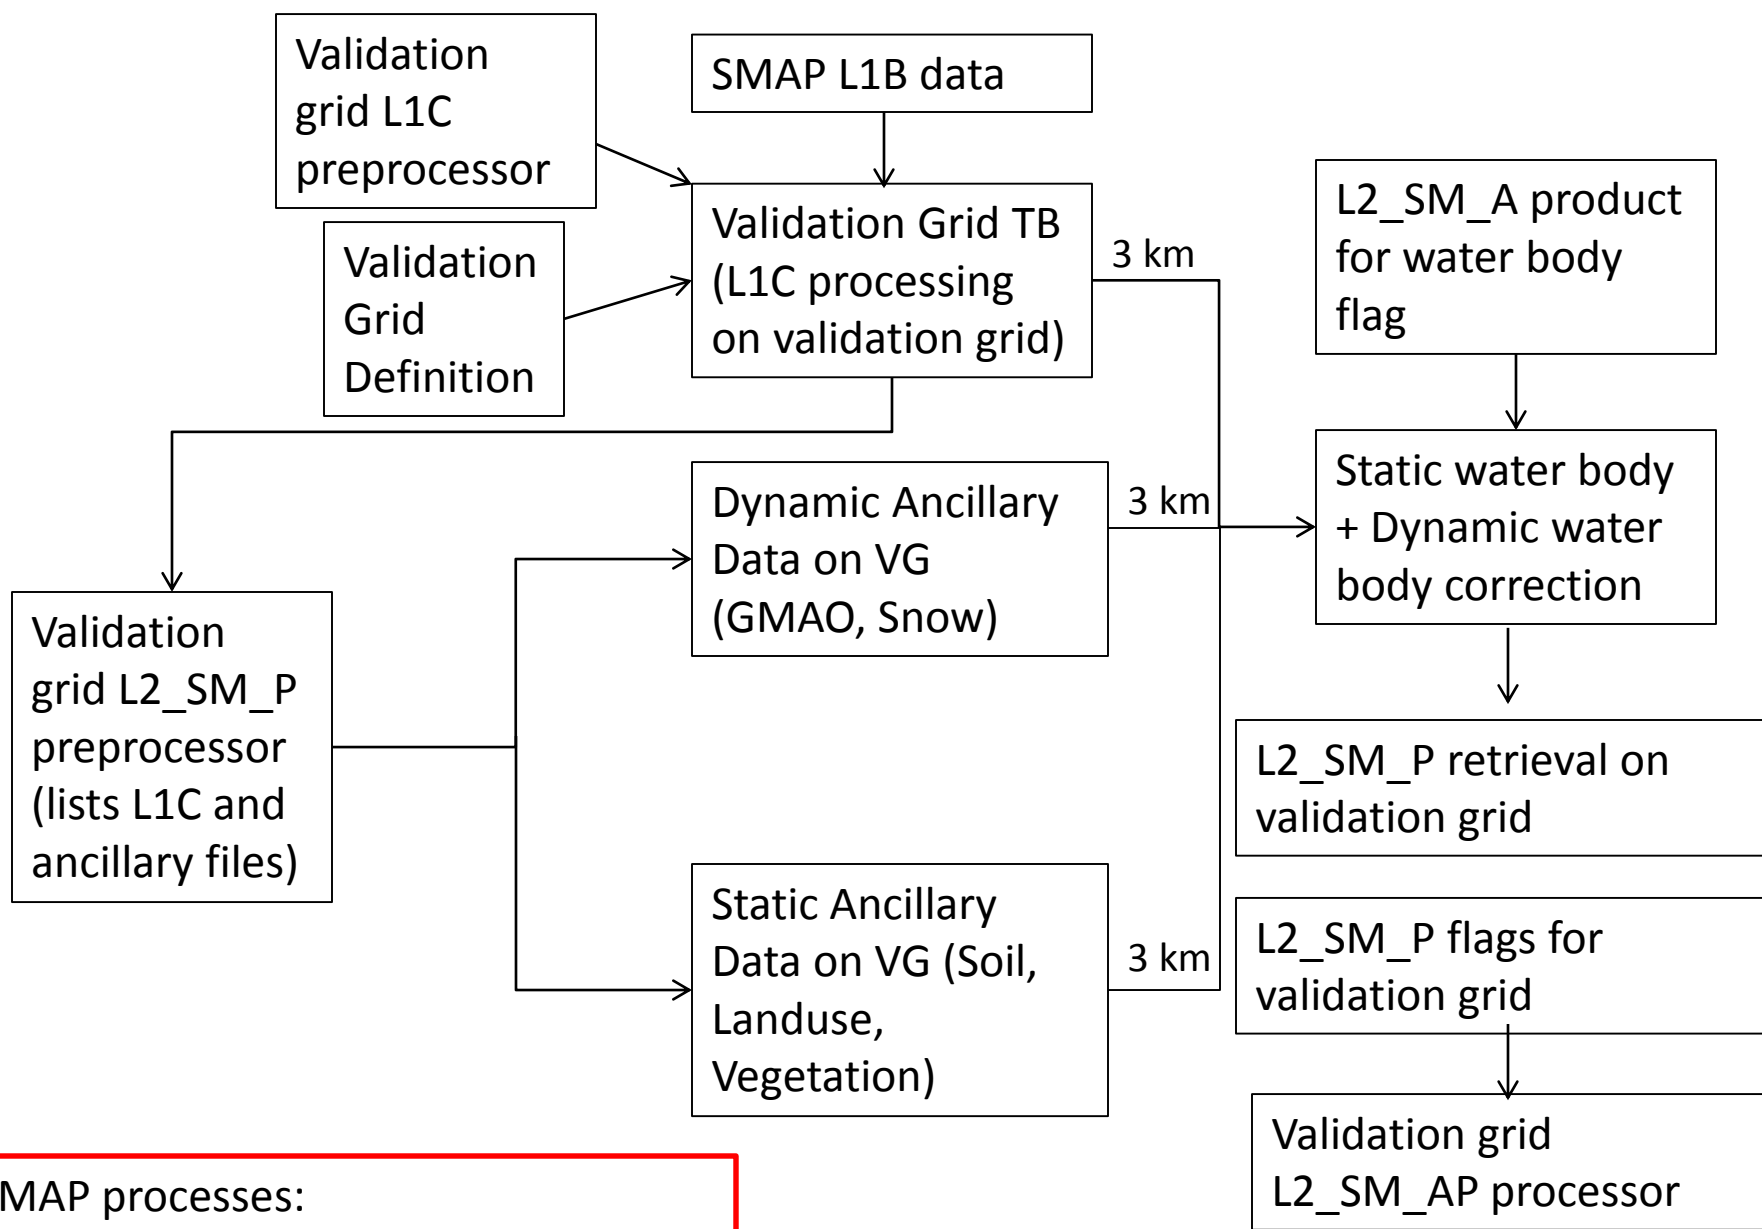 Validation
grid L1C
preprocessor
SMAP L1B data
Validation
Grid
Definition
Validation Grid TB
(L1C processing
on validation grid)
3 km
L2_SM_A product
for water body
flag
Dynamic Ancillary
Data on VG
(GMAO, Snow)
3 km
Static water body
+ Dynamic water
body correction
Validation
grid L2_SM_P
preprocessor
(lists L1C and
ancillary files)
L2_SM_P retrieval on
validation grid
Static Ancillary
Data on VG (Soil,
Landuse,
Vegetation)
3 km
L2_SM_P flags for
validation grid
Validation grid
L2_SM_AP processor
MAP processes: